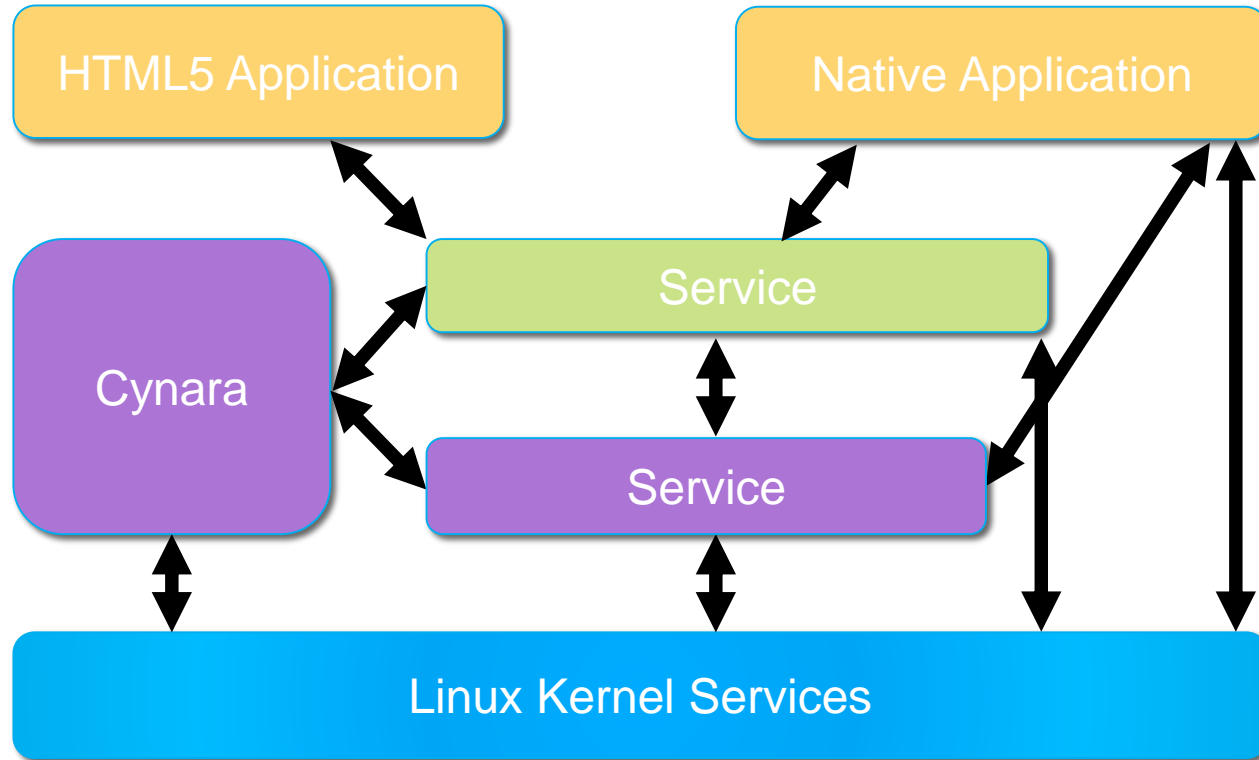 HTML5 Application
Native Application
Service
Cynara
Service
Linux Kernel Services